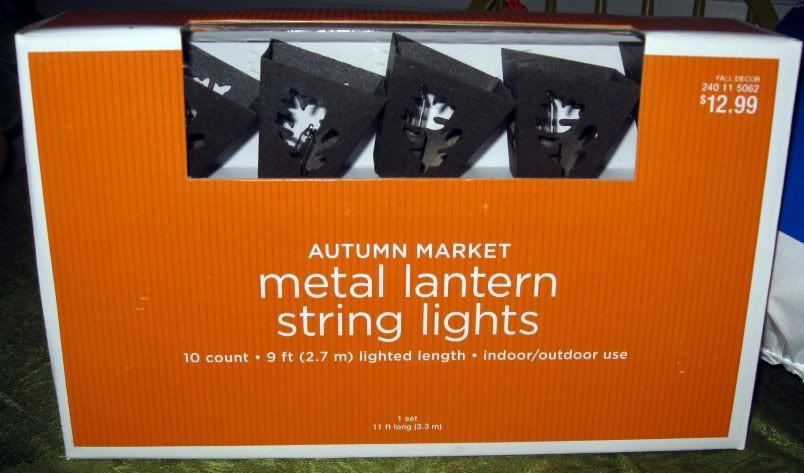 FALL DECOR
240 11 5062
$12.99
AUTUMN MARKET
metal lantern
string lights
10 count • 9 ft (2.7 m) lighted length • indoor/outdoor use
1 set
11 ft long (3.3 m)